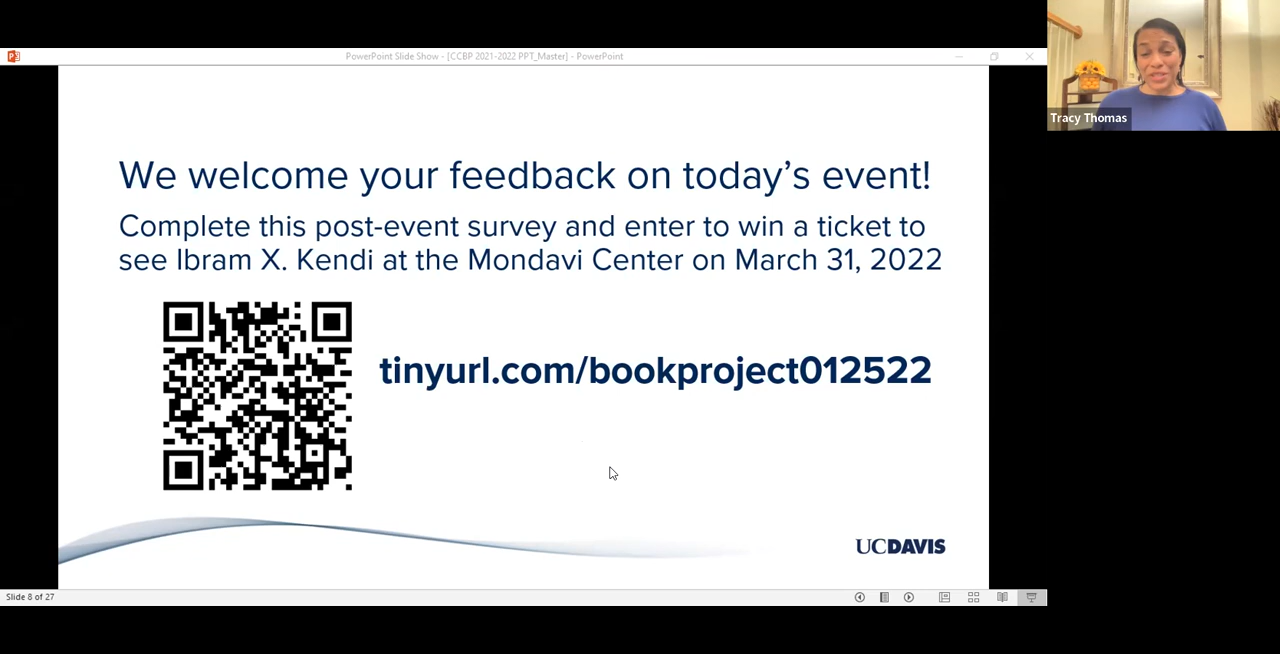 PowerPoint Slide Show - [CCBP 2021-2022 PPT_Master] - PowerPoint
Tracy Thomas
We welcome your feedback on today’s event!
Complete this post-event survey and enter to win a ticket to
see Ibram X. Kendi at the Mondavi Center on March 31, 2022
tinyurl.com/bookproject012522
UCDAVIS
Slide 8 of 27